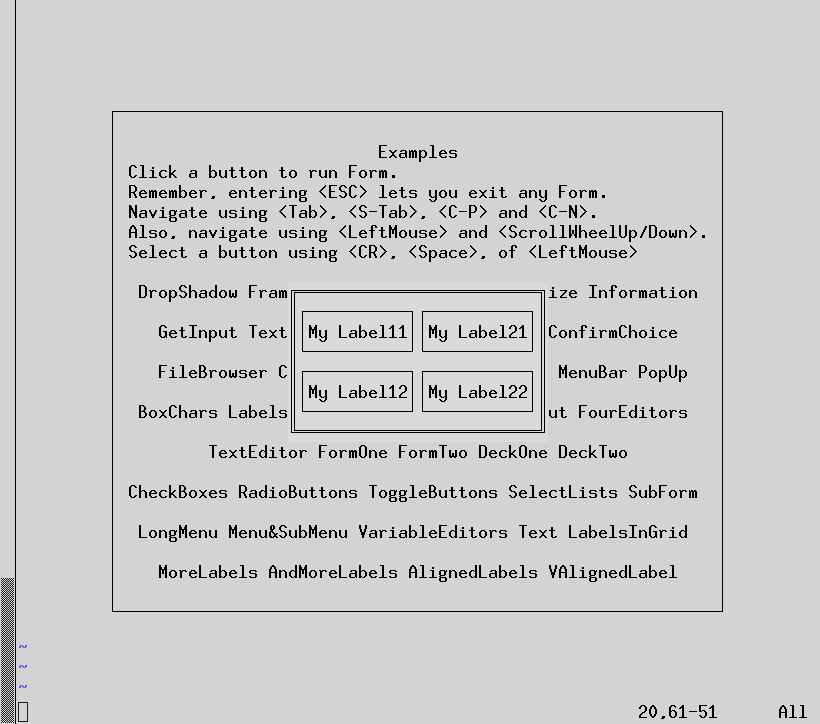 Examples
Click a button to run Form.
Remember, entering <ESC> lets you exit any Form.
Navigate using <Tab>, <S-Tab>, <C-P> and <C-N>.
Also, navigate using <LeftMouse> and <ScrollWheelUp/Down>.
Select a button using <CR>, <Space>, of <LeftMouse>
DropShadow Fram ize Information
GetInput Text My Label11 My Label21 ConfirmChoice
FileBrowser C MenuBar PopUp
My Label12 My Label22
BoxChars Labels ut FourEditors
TextEditor FormOne FormTwo DeckOne DeckTwo
CheckBoxes RadioButtons ToggleButtons SelectLists SubForm
LongMenu Menu&SubMenu VariableEditors Text LabelsInGrid
MoreLabels AndMoreLabels AlignedLabels VAlignedLabel
~
~
~
20,61-51 All